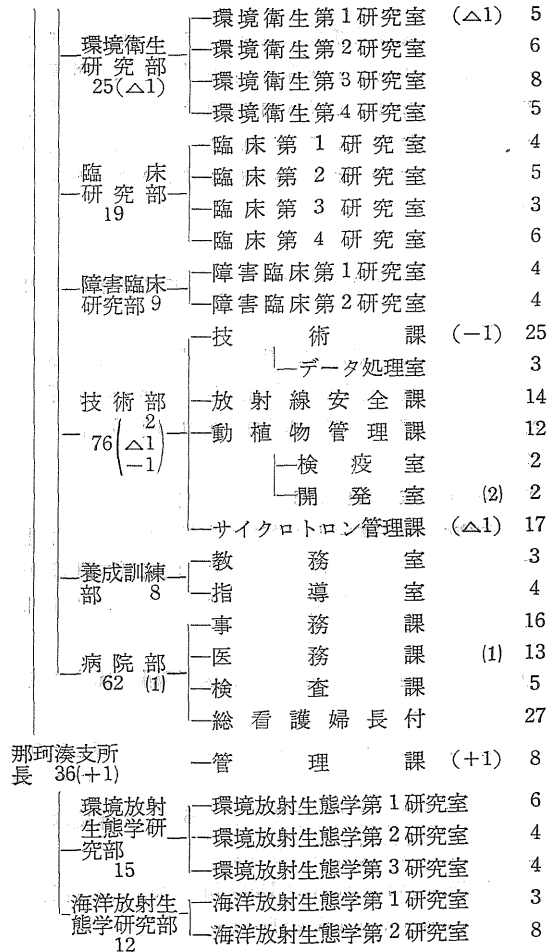 環境衛生
研究部
25(△1)
環境衛生第1研究室 (△1) 5
環境衛生第2研究室 6
環境衛生第3研究室 8
環境衛生第4研究室 5
臨床
研究部
19
臨床第1研究室 4
臨床第2研究室 5
臨床第3研究室 3
臨床第4研究室 6
障害臨床
研究部 9
障害臨床第1研究室 4
障害臨床第2研究室 4
技術部
76(2 △1 -1)
技術課 (-1) 25
データ処理室 3
放射線安全課 14
動植物管理課 12
検疫室 2
開発室 (2) 2
サイクロトロン管理課 (△1) 17
養成訓練
部 8
教務室 3
指導室 4
病院部
62 (1)
事務課 16
医務課 (1) 13
検査課 5
総看護婦長付 27
那珂湊支所
長 36(+1)
管理課 (+1) 8
環境放射
生態学研
究部
15
環境放射生態学第1研究室 6
環境放射生態学第2研究室 4
環境放射生態学第3研究室 4
海洋放射生
態学研究部
12
海洋放射生態学第1研究室 3
海洋放射生態学第2研究室 8